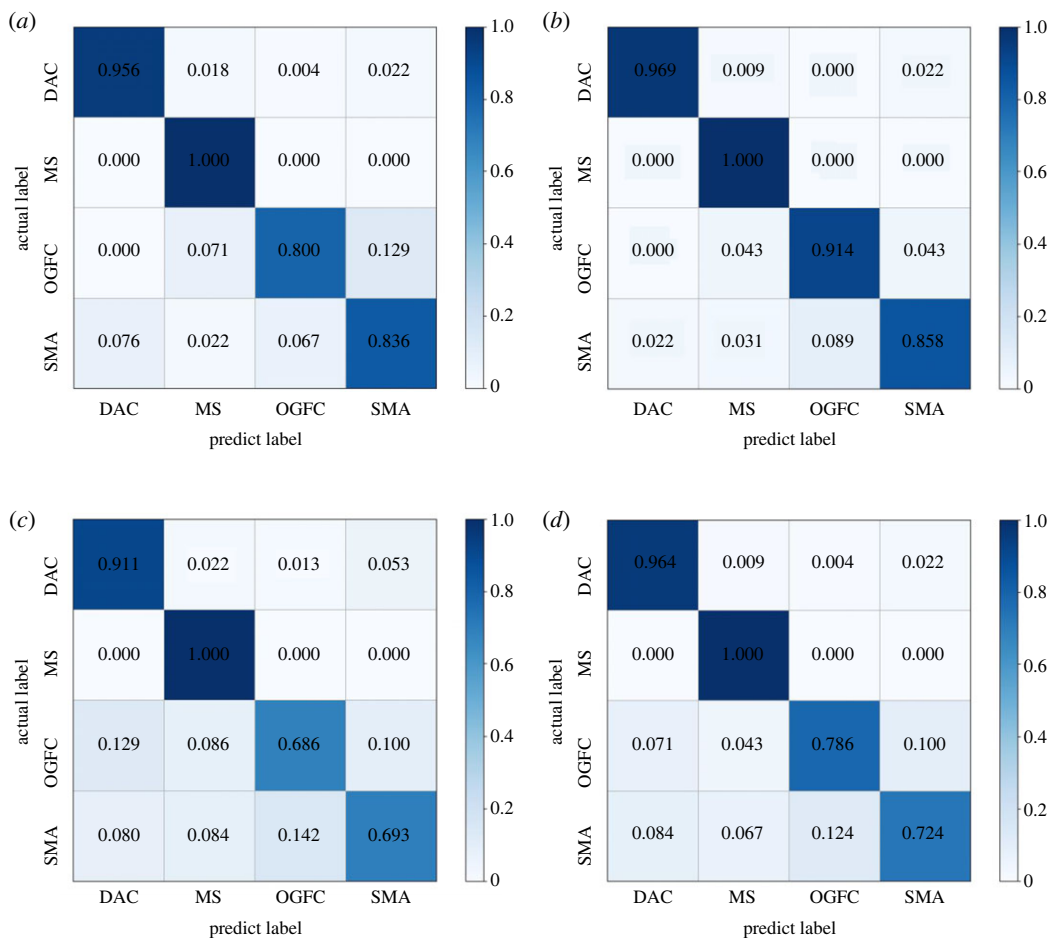 (a)
DAC 0.956 0.018 0.004 0.022
MS 0.000 1.000 0.000 0.000
OGFC 0.000 0.071 0.800 0.129
SMA 0.076 0.022 0.067 0.836
DAC MS OGFC SMA
predict label
actual label
1.0
0.8
0.6
0.4
0.2
0
(b)
DAC 0.969 0.009 0.000 0.022
MS 0.000 1.000 0.000 0.000
OGFC 0.000 0.043 0.914 0.043
SMA 0.022 0.031 0.089 0.858
DAC MS OGFC SMA
predict label
actual label
1.0
0.8
0.6
0.4
0.2
0
(c)
DAC 0.911 0.022 0.013 0.053
MS 0.000 1.000 0.000 0.000
OGFC 0.129 0.086 0.686 0.100
SMA 0.080 0.084 0.142 0.693
DAC MS OGFC SMA
predict label
actual label
1.0
0.8
0.6
0.4
0.2
0
(d)
DAC 0.964 0.009 0.004 0.022
MS 0.000 1.000 0.000 0.000
OGFC 0.071 0.043 0.786 0.100
SMA 0.084 0.067 0.124 0.724
DAC MS OGFC SMA
predict label
actual label
1.0
0.8
0.6
0.4
0.2
0